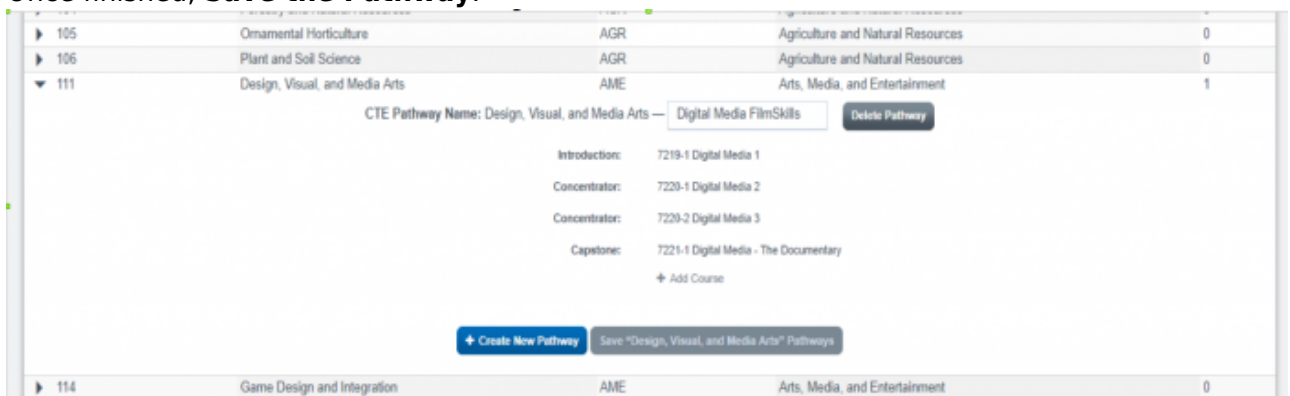 Once finished, Save the Pathway.
105 Ornamental Horticulture AGR Agriculture and Natural Resources 0
106 Plant and Soil Science AGR Agriculture and Natural Resources 0
111 Design, Visual, and Media Arts AME Arts, Media, and Entertainment 1
CTE Pathway Name: Design, Visual, and Media Arts — Digital Media FilmSkills Delete Pathway
Introduction: 7219-1 Digital Media 1
Concentrator: 7220-1 Digital Media 2
Concentrator: 7220-2 Digital Media 3
Capstone: 7221-1 Digital Media - The Documentary
+ Add Course
+ Create New Pathway Save "Design, Visual, and Media Arts" Pathways
114 Game Design and Integration AME Arts, Media, and Entertainment 0